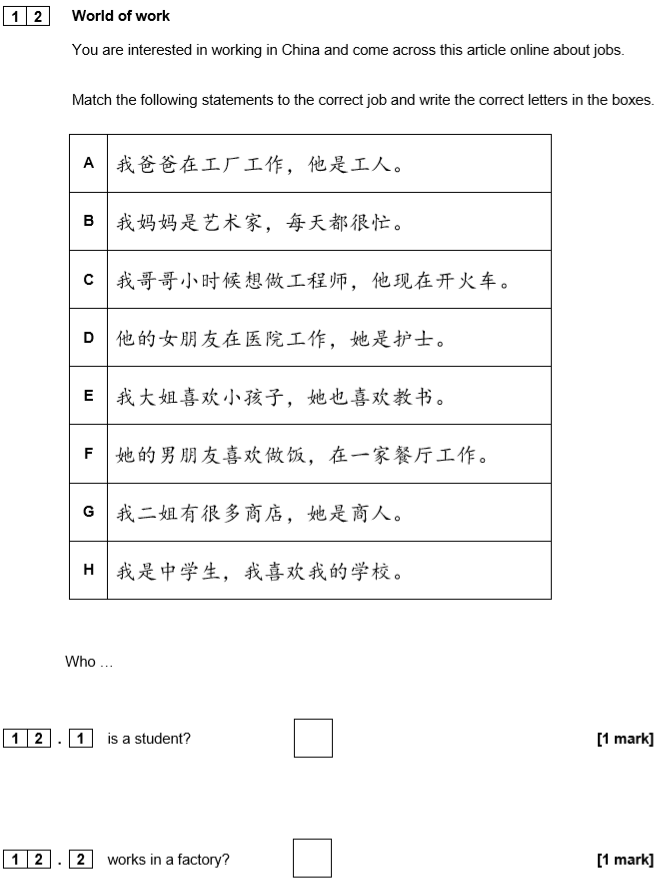 1 2 World of work
You are interested in working in China and come across this article online about jobs.
Match the following statements to the correct job and write the correct letters in the boxes.
A 我爸爸在工厂工作，他是工人。
B 我妈妈是艺术家，每天都很忙。
C 我哥哥小时候想做工程师，他现在开火车。
D 他的女朋友在医院工作，她是护士。
E 我大姐喜欢小孩子，她也喜欢教书。
F 她的男朋友喜欢做饭，在一家餐厅工作。
G 我二姐有很多商店，她是商人。
H 我是中学生，我喜欢我的学校。
Who …
1 2 . 1 is a student? [1 mark]
1 2 . 2 works in a factory? [1 mark]